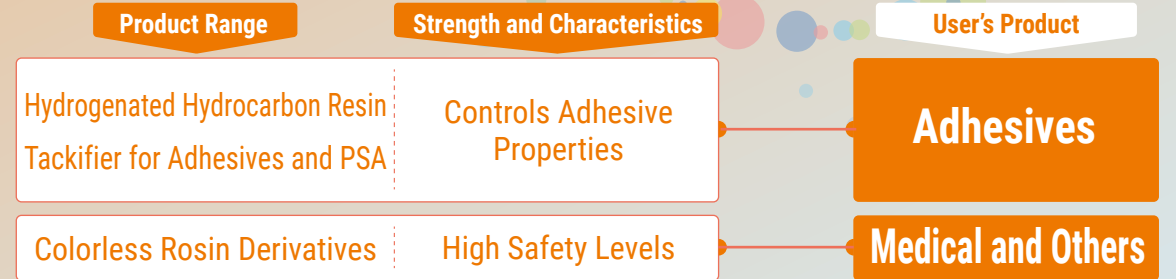 Product Range
Strength and Characteristics
User's Product
Hydrogenated Hydrocarbon Resin
Tackifier for Adhesives and PSA
Controls Adhesive
Properties
Adhesives
Colorless Rosin Derivatives
High Safety Levels
Medical and Others